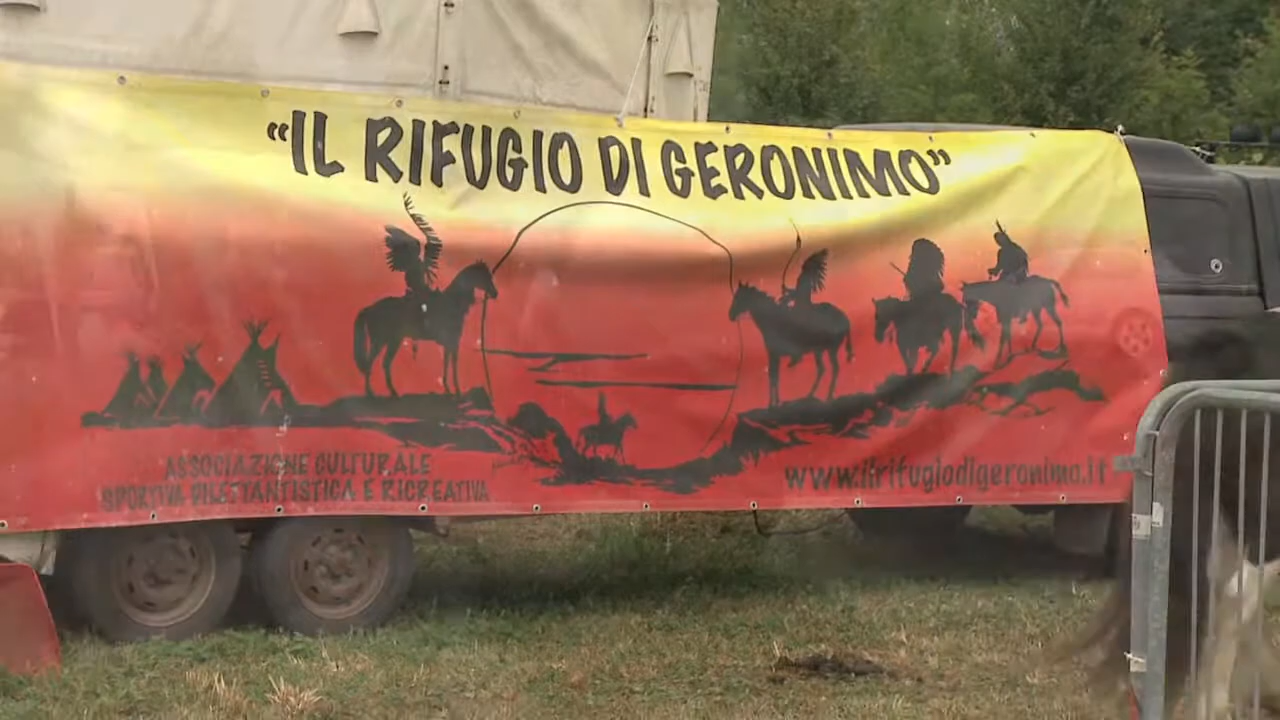 “IL RIFUGIO DI GERONIMO”
ASSOCIAZIONE CULTURALE
SPORTIVA DILETTANTISTICA E RICREATIVA
www.ilrifugiodigeronimo.it